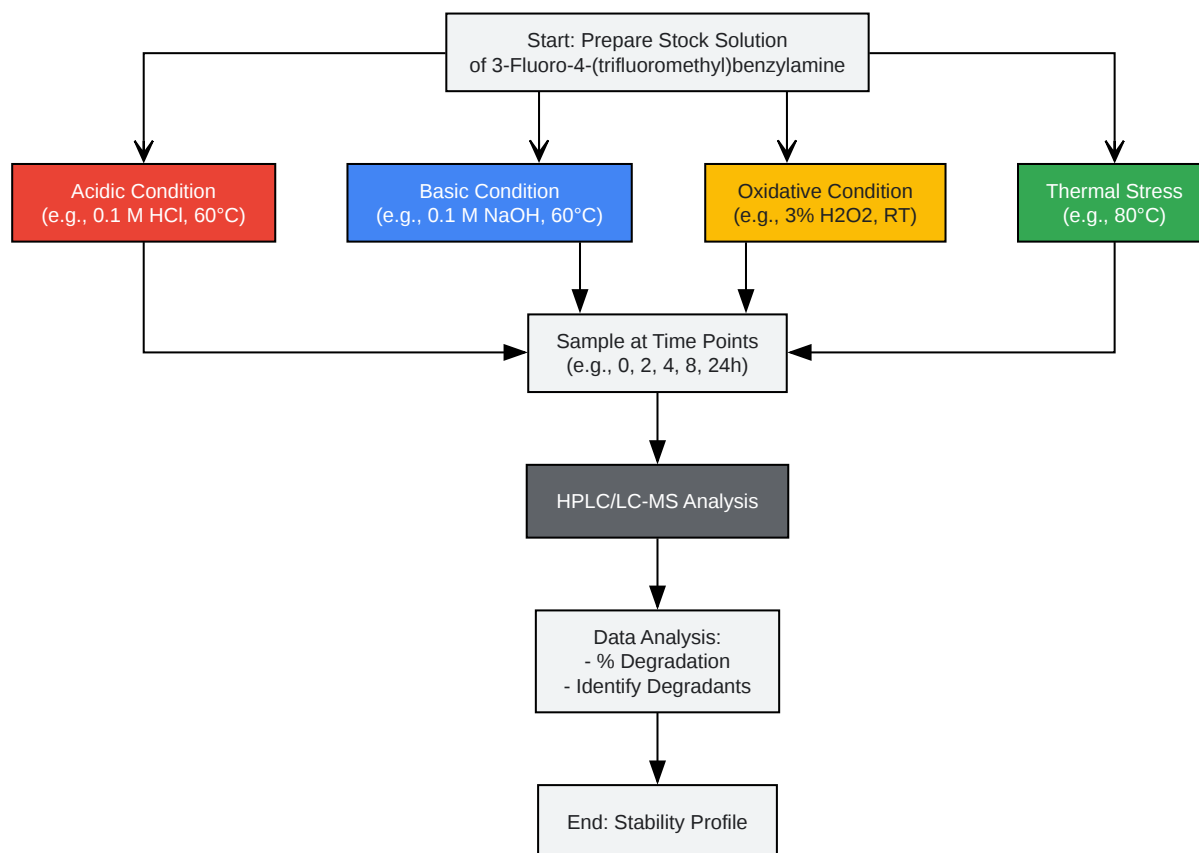 Start: Prepare Stock Solution
of 3-Fluoro-4-(trifluoromethyl)benzylamine
Acidic Condition
(e.g., 0.1 M HCl, 60°C)
Basic Condition
(e.g., 0.1 M NaOH, 60°C)
Oxidative Condition
(e.g., 3% H2O2, RT)
Thermal Stress
(e.g., 80°C)
Sample at Time Points
(e.g., 0, 2, 4, 8, 24h)
HPLC/LC-MS Analysis
Data Analysis:
- % Degradation
- Identify Degradants
End: Stability Profile